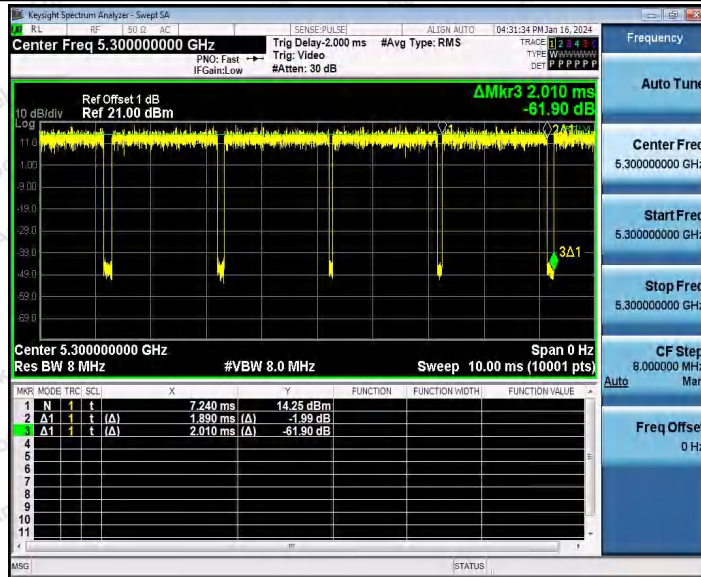 Keysight Spectrum Analyzer - Swept SA
RL RF 50 Ω AC SENSE:PULSE ALIGN AUTO 04:31:34 PM Jan 16, 2024
Center Freq 5.300000000 GHz
PNO: Fast
IFGain:Low
Trig Delay-2.000 ms
Trig: Video
#Atten: 30 dB
#Avg Type: RMS
TRACE 1 2 3 4 5 6
TYPE W
DET P P P P P P
Frequency
ΔMkr3 2.010 ms
-61.90 dB
10 dB/div
Log
Ref Offset 1 dB
Ref 21.00 dBm
11.0
1.00
-9.00
-19.0
-29.0
-39.0
-49.0
-59.0
-69.0
1
3Δ1
Center 5.300000000 GHz
Span 0 Hz
Res BW 8 MHz
#VBW 8.0 MHz
Sweep 10.00 ms (10001 pts)
MKR MODE TRC SCL X Y FUNCTION FUNCTION WIDTH FUNCTION VALUE
1 N 1 t 7.240 ms 14.25 dBm
2 Δ1 1 t (Δ) 1.890 ms (Δ) -1.99 dB
3 Δ1 1 t (Δ) 2.010 ms (Δ) -61.90 dB
4
5
6
7
8
9
10
11
MSG STATUS
Auto Tune
Center Freq
5.300000000 GHz
Start Freq
5.300000000 GHz
Stop Freq
5.300000000 GHz
CF Step
8.000000 MHz
Auto Man
Freq Offset
0 Hz